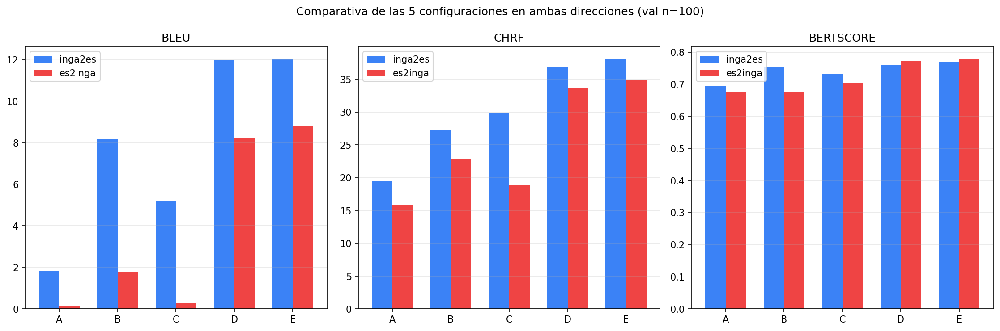 Comparativa de las 5 configuraciones en ambas direcciones (val n=100)
BLEU
inga2es
es2inga
12
10
8
6
4
2
0
A B C D E
CHRF
inga2es
es2inga
35
30
25
20
15
10
5
0
A B C D E
BERTSCORE
inga2es
es2inga
0.8
0.7
0.6
0.5
0.4
0.3
0.2
0.1
0.0
A B C D E